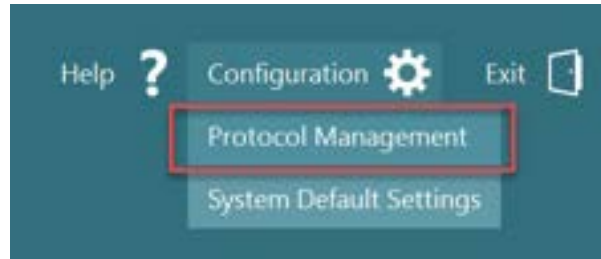 Help ? Configuration Exit
Protocol Management
System Default Settings